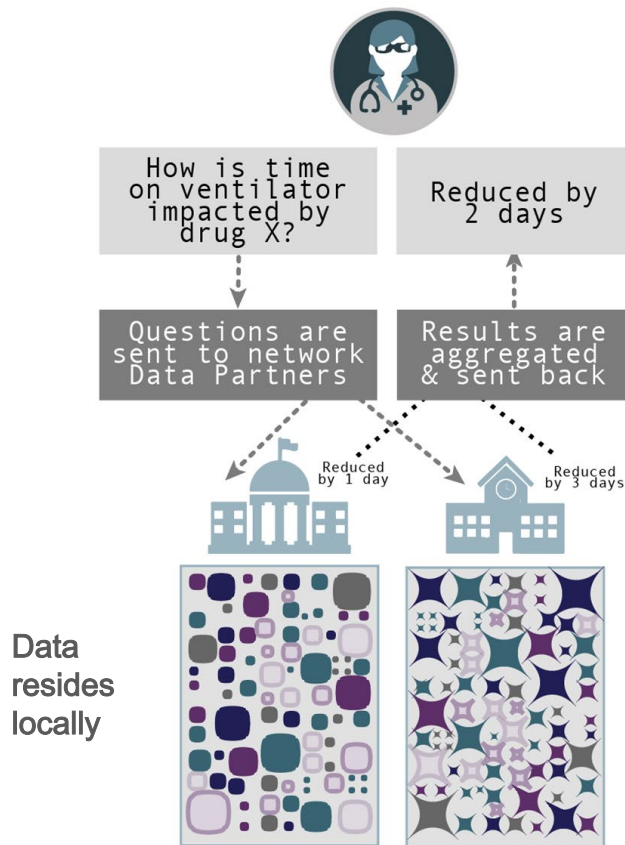 How is time
on ventilator
impacted by
drug X?
Reduced by
2 days
Questions are
sent to network
Data Partners
Results are
aggregated
& sent back
Reduced
by 1 day
Reduced
by 3 days
Data
resides
locally